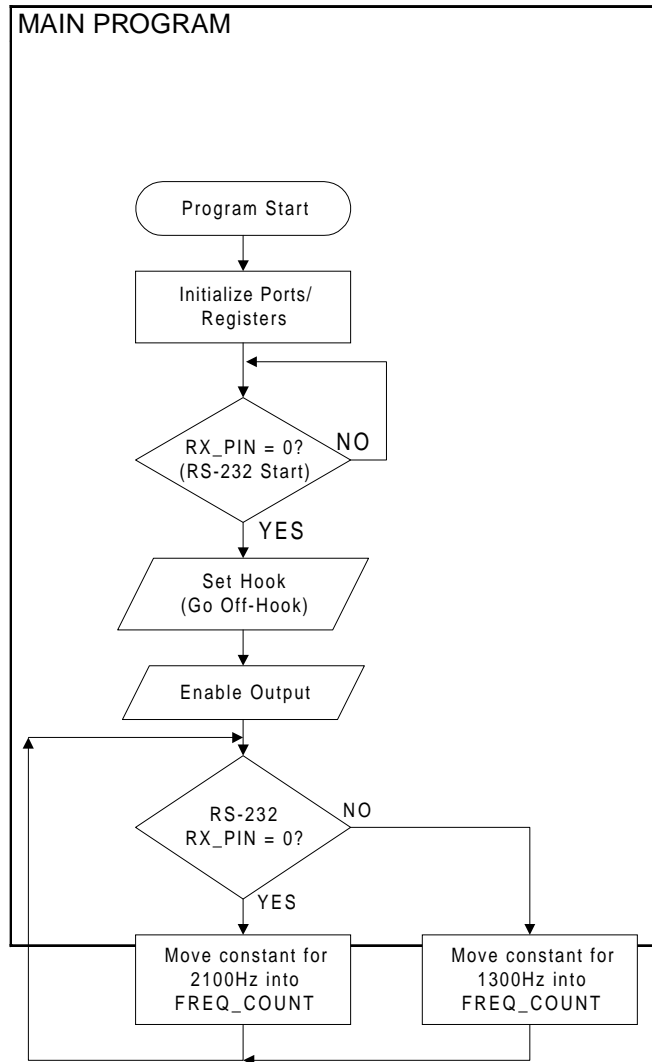 MAIN PROGRAM
Program Start
Initialize Ports/
Registers
RX_PIN = 0?
(RS-232 Start)
NO
YES
Set Hook
(Go Off-Hook)
Enable Output
RS-232
RX_PIN = 0?
NO
YES
Move constant for
2100Hz into
FREQ_COUNT
Move constant for
1300Hz into
FREQ_COUNT